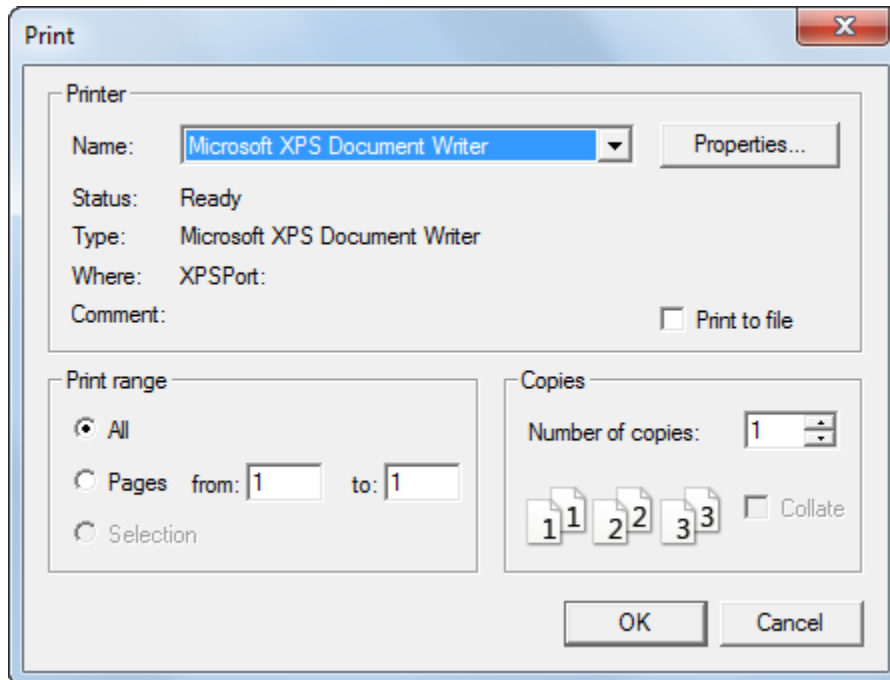 Print
Printer
Name: Microsoft XPS Document Writer Properties...
Status: Ready
Type: Microsoft XPS Document Writer
Where: XPSPort:
Comment: Print to file
Print range
All
Pages from: 1 to: 1
Selection
Copies
Number of copies: 1
1 1 2 2 3 3 Collate
OK Cancel